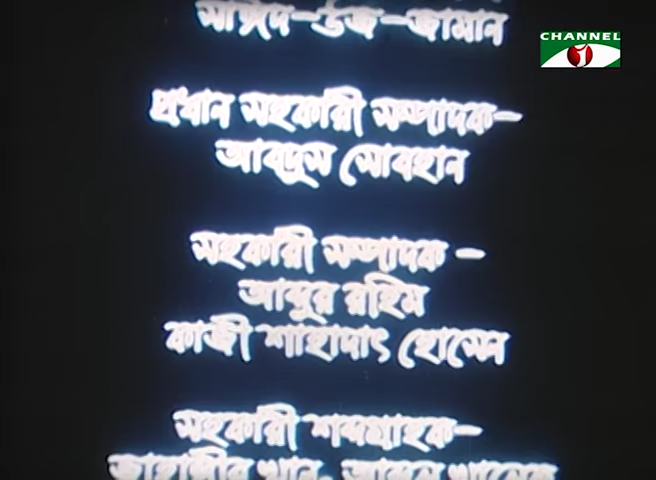 সাঈদ-উজ-জামান
CHANNEL
i
প্রধান সহকারী সম্পাদক-
আবদুস সোবহান
সহকারী সম্পাদক -
আব্দুর রহিম
কাজী শাহাদাৎ হোসেন
সহকারী শব্দগ্রাহক-
জাহাঙ্গীর খান,